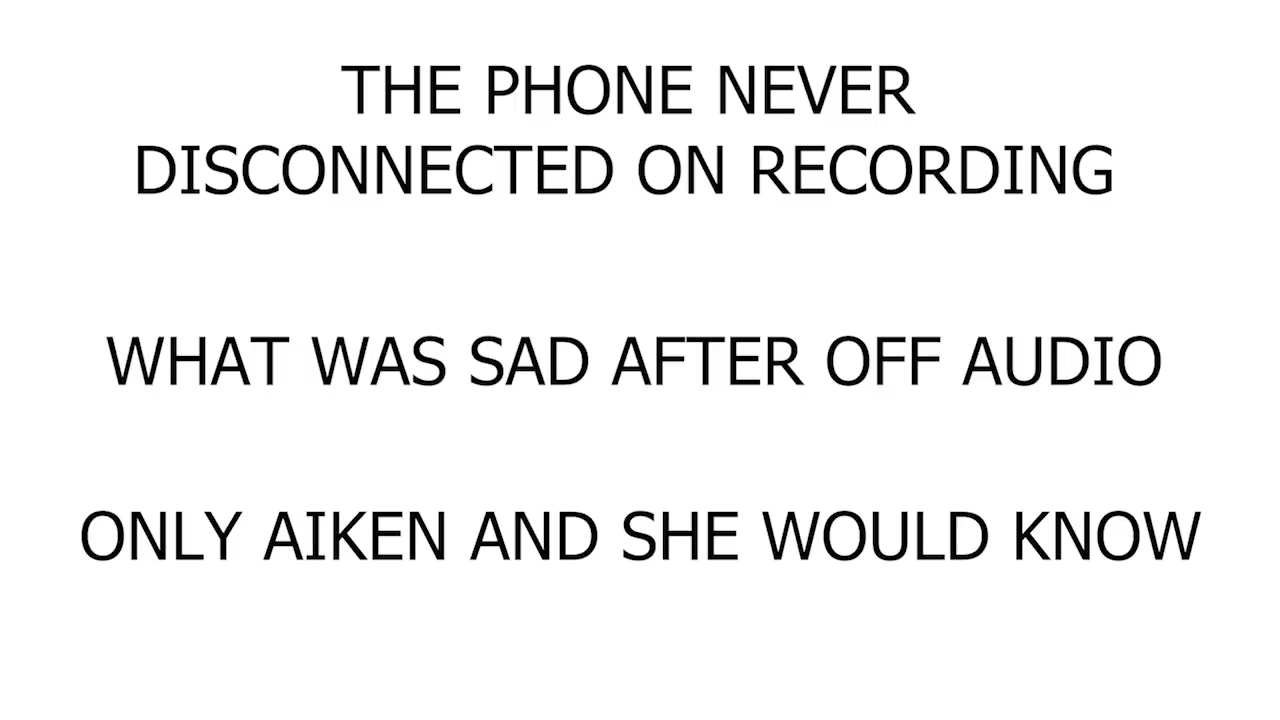 THE PHONE NEVER
DISCONNECTED ON RECORDING
WHAT WAS SAD AFTER OFF AUDIO
ONLY AIKEN AND SHE WOULD KNOW